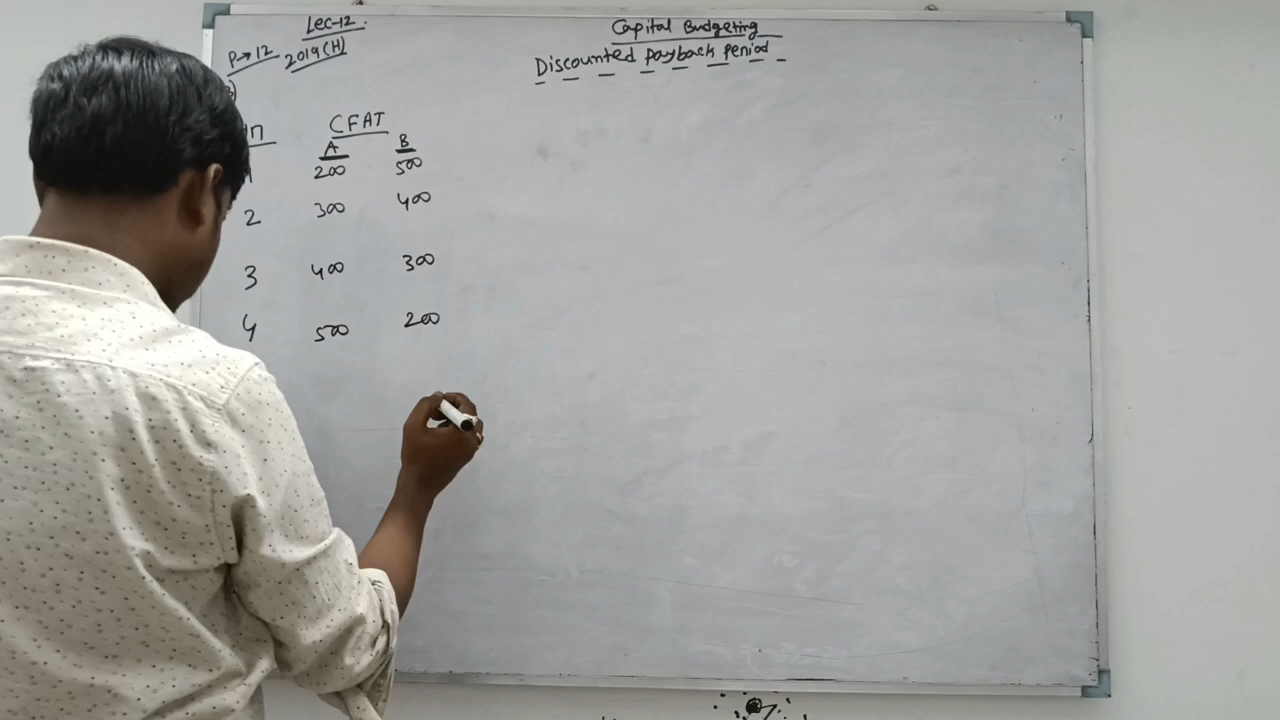 Lec-12.
Capital Budgeting
P→12 2019(H)
Discounted payback Period
CFAT
A B
1 200 500
2 300 400
3 400 300
4 500 200